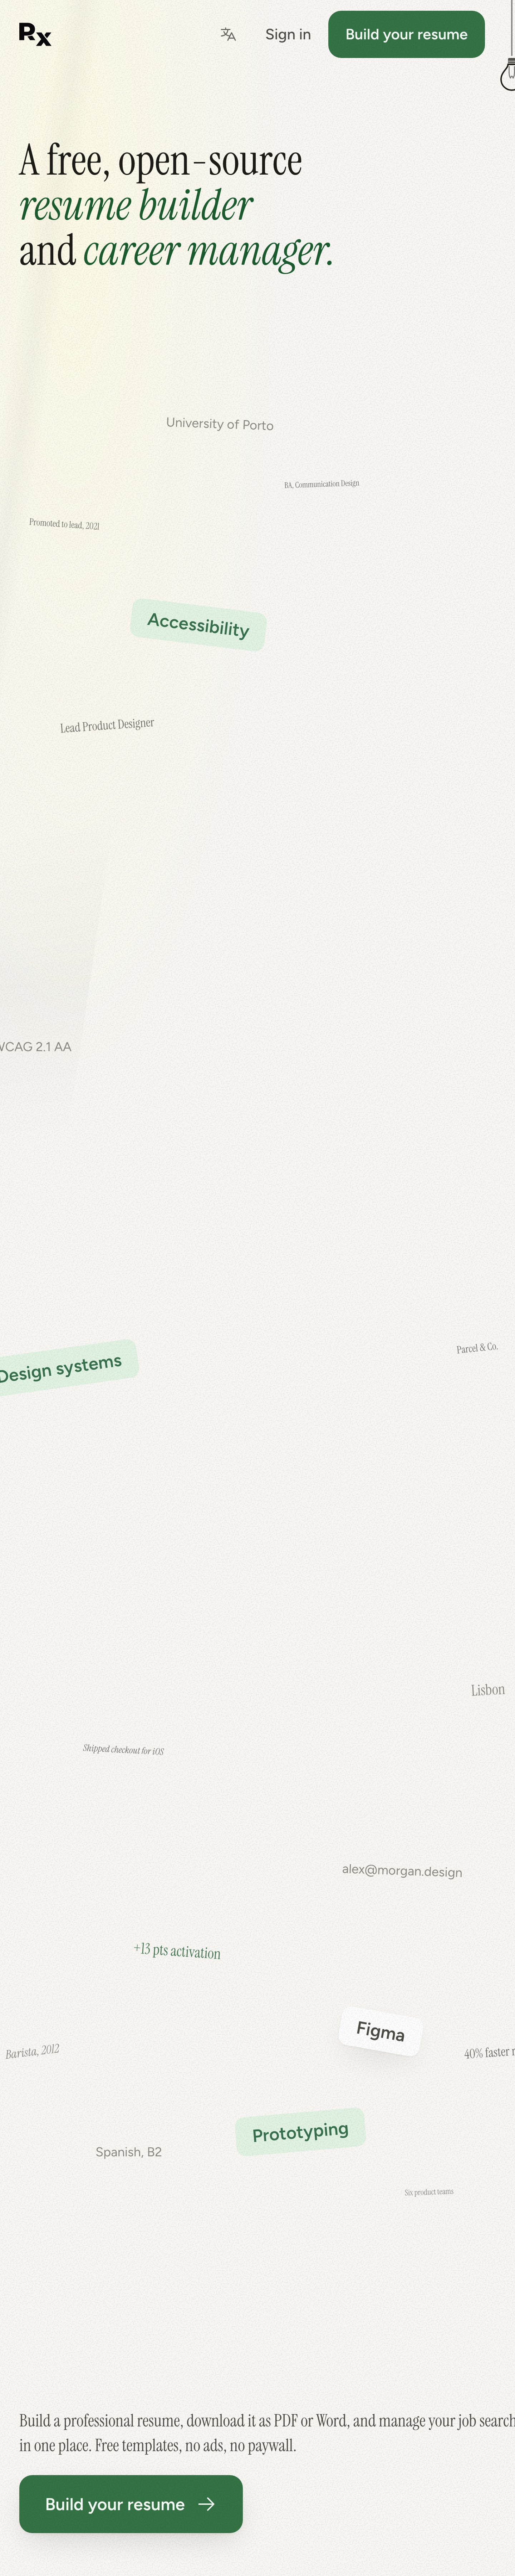 Rx
Sign in
Build your resume
A free, open-source
resume builder
and career manager.
University of Porto
BA, Communication Design
Promoted to lead, 2021
Accessibility
Lead Product Designer
WCAG 2.1 AA
Parcel & Co.
Design systems
Lisbon
Shipped checkout for iOS
alex@morgan.design
+13 pts activation
Figma
Barista, 2012
40% faster
Prototyping
Spanish, B2
Six product teams
Build a professional resume, download it as PDF or Word, and manage your job search
in one place. Free templates, no ads, no paywall.
Build your resume